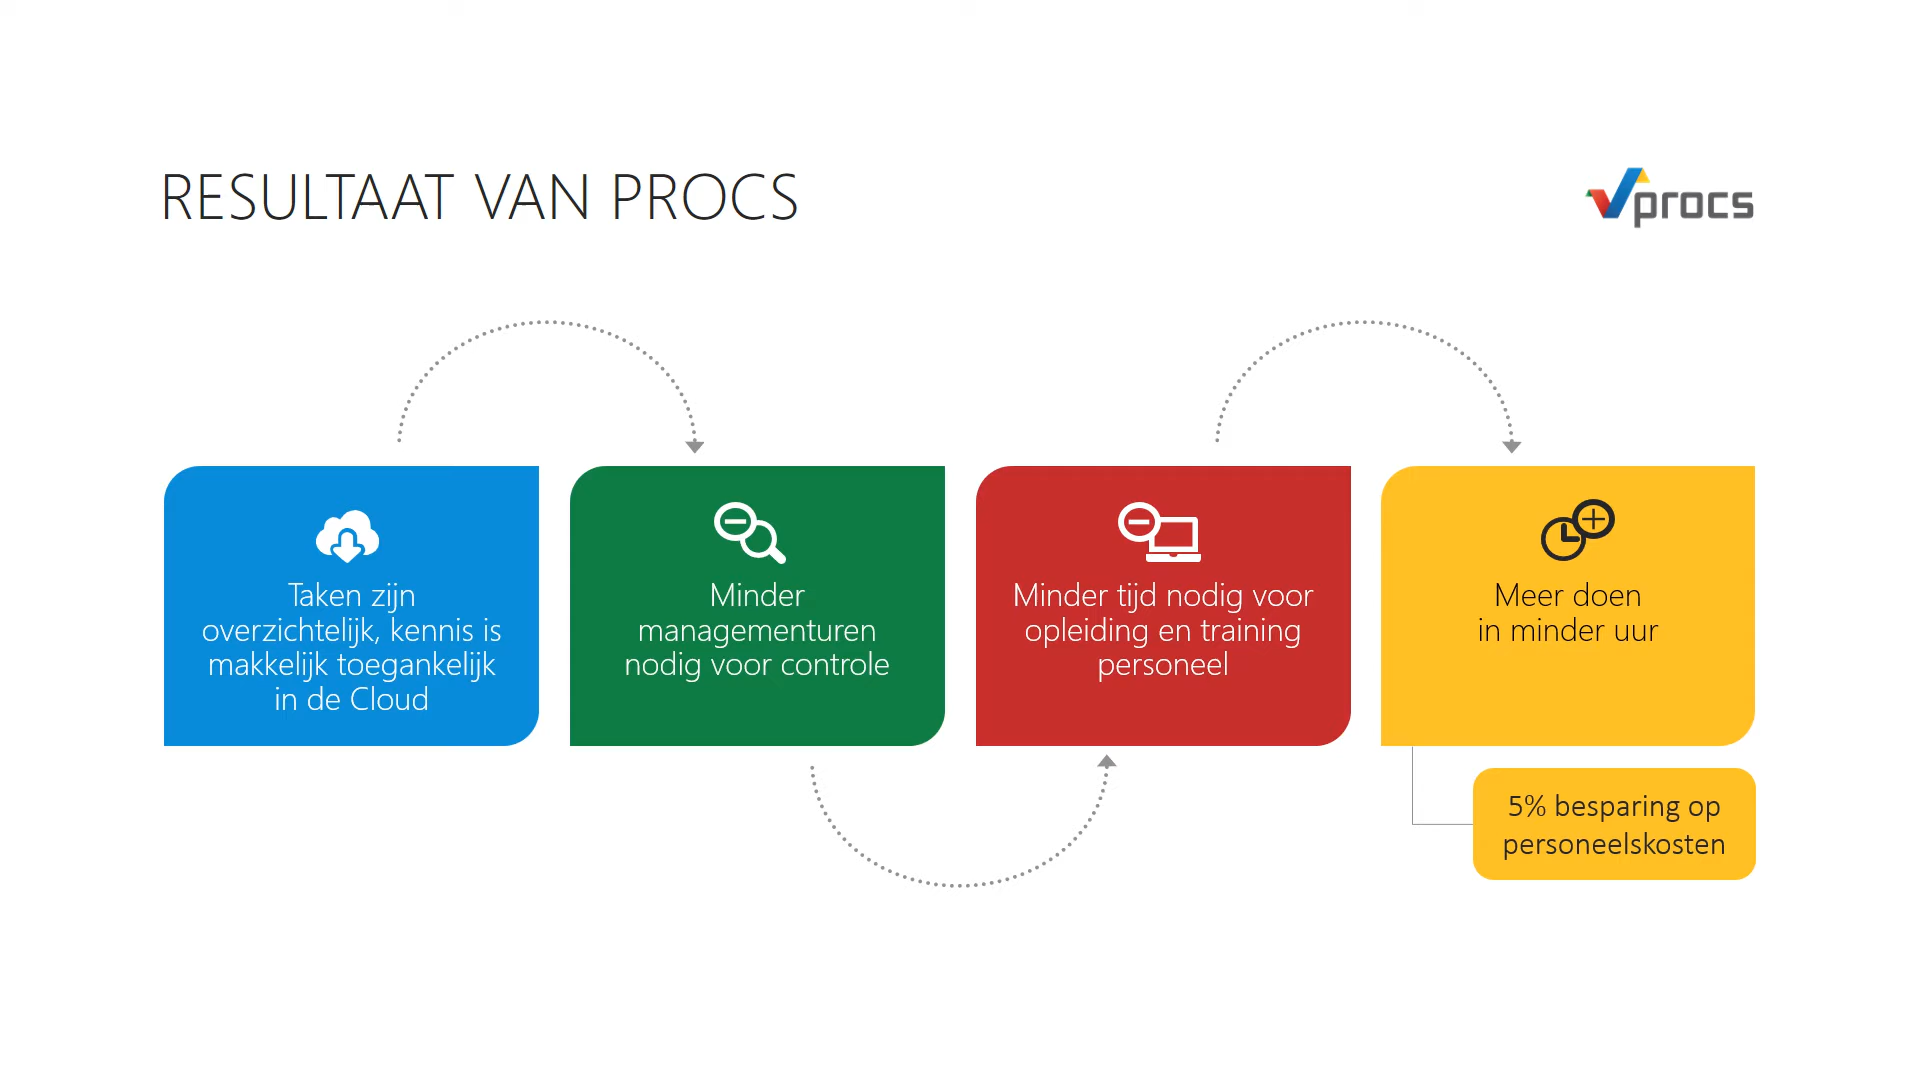 RESULTAAT VAN PROCS
procs
Taken zijn
overzichtelijk, kennis is
makkelijk toegankelijk
in de Cloud
Minder
managementuren
nodig voor controle
Minder tijd nodig voor
opleiding en training
personeel
Meer doen
in minder uur
5% besparing op
personeelskosten